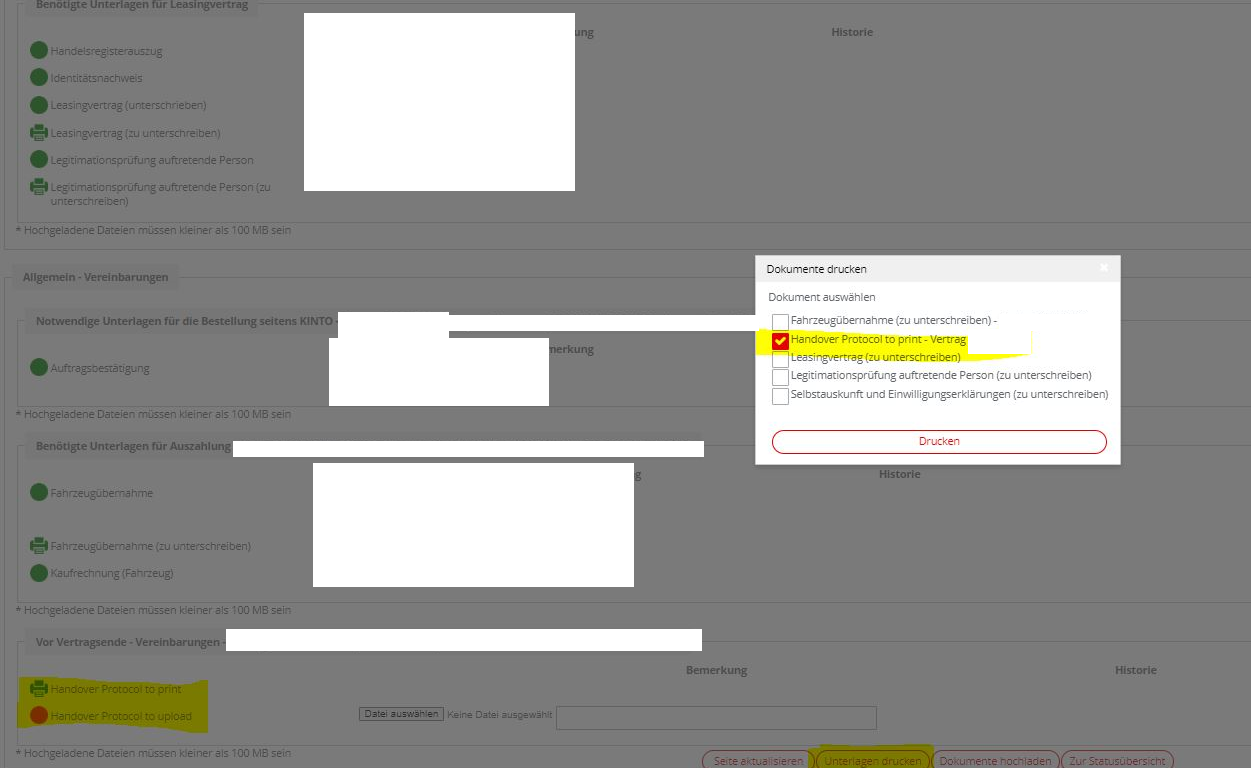 Benötigte Unterlagen für Leasingvertrag
Historie
Handelsregisterauszug
Identitätsnachweis
Leasingvertrag (unterschrieben)
Leasingvertrag (zu unterschreiben)
Legitimationsprüfung auftretende Person
Legitimationsprüfung auftretende Person (zu
unterschreiben)
* Hochgeladene Dateien müssen kleiner als 100 MB sein
Allgemein - Vereinbarungen
Notwendige Unterlagen für die Bestellung seitens KINTO -
Auftragsbestätigung
* Hochgeladene Dateien müssen kleiner als 100 MB sein
Dokumente drucken
Dokument auswählen
Fahrzeugübernahme (zu unterschreiben) -
Handover Protocol to print - Vertrag
Leasingvertrag (zu unterschreiben)
Legitimationsprüfung auftretende Person (zu unterschreiben)
Selbstauskunft und Einwilligungserklärungen (zu unterschreiben)
Drucken
Benötigte Unterlagen für Auszahlung
Historie
Fahrzeugübernahme
Fahrzeugübernahme (zu unterschreiben)
Kaufrechnung (Fahrzeug)
* Hochgeladene Dateien müssen kleiner als 100 MB sein
Vor Vertragsende - Vereinbarungen -
Bemerkung Historie
Handover Protocol to print
Handover Protocol to upload Datei auswählen Keine Datei ausgewählt
* Hochgeladene Dateien müssen kleiner als 100 MB sein
Seite aktualisieren Unterlagen drucken Dokumente hochladen Zur Statusübersicht